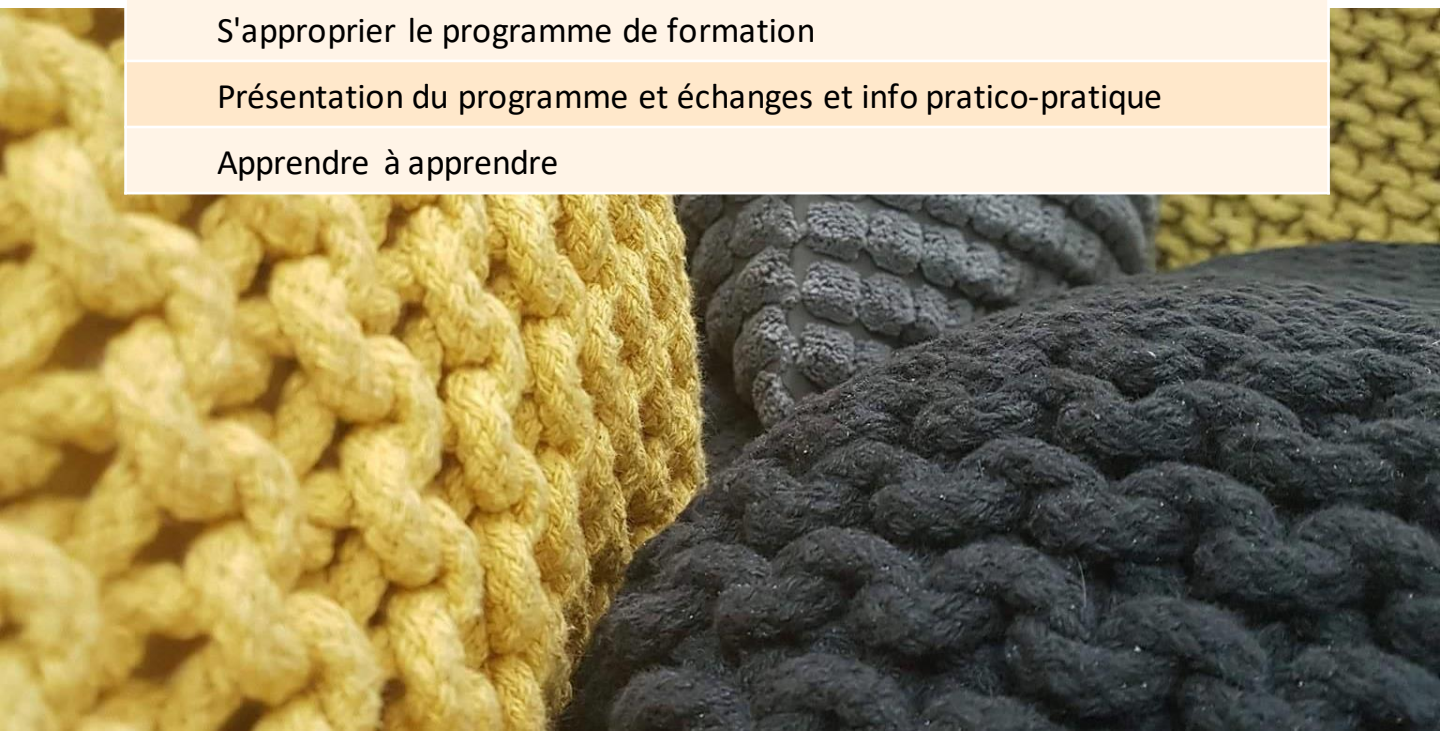 S'approprier le programme de formation
Présentation du programme et échanges et info pratico-pratique
Apprendre à apprendre